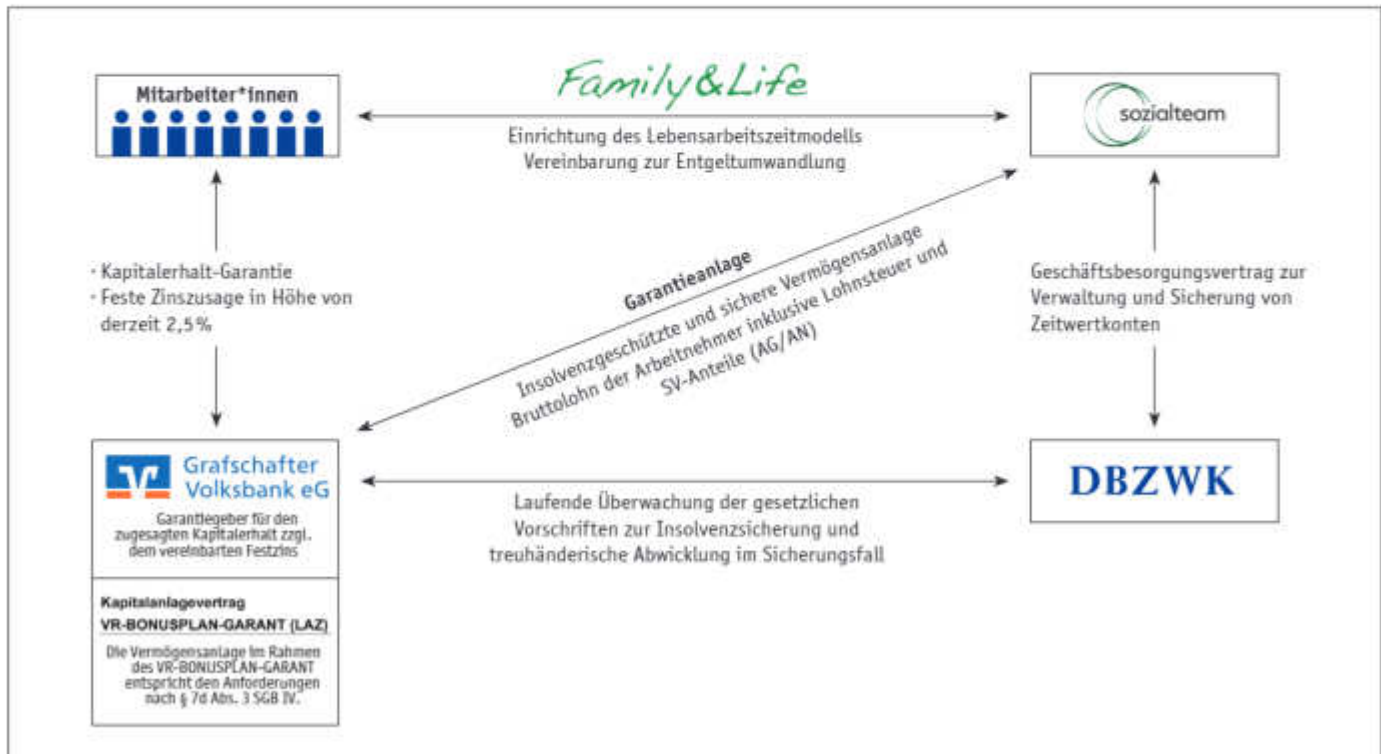 Family&Life
Mitarbeiter*innen
sozialteam
Einrichtung des Lebensarbeitszeitmodells
Vereinbarung zur Entgeltumwandlung
· Kapitalerhalt-Garantie
· Feste Zinszusage in Höhe von
derzeit 2,5%
Garantieanlage
Insolvenzgeschützte und sichere Vermögensanlage
Bruttolohn der Arbeitnehmer inklusive Lohnsteuer und
SV-Anteile (AG/AN)
Geschäftsbesorgungsvertrag zur
Verwaltung und Sicherung von
Zeitwertkonten
Grafschafter
Volksbank eG
Garantiegeber für den
zugesagten Kapitalerhalt zzgl.
dem vereinbarten Festzins
Laufende Überwachung der gesetzlichen
Vorschriften zur Insolvenzsicherung und
treuhänderische Abwicklung im Sicherungsfall
DBZWK
Kapitalanlagevertrag
VR-BONUSPLAN-GARANT (LAZ)
Die Vermögensanlage im Rahmen
des VR-BONUSPLAN-GARANT
entspricht den Anforderungen
nach § 7d Abs. 3 SGB IV.